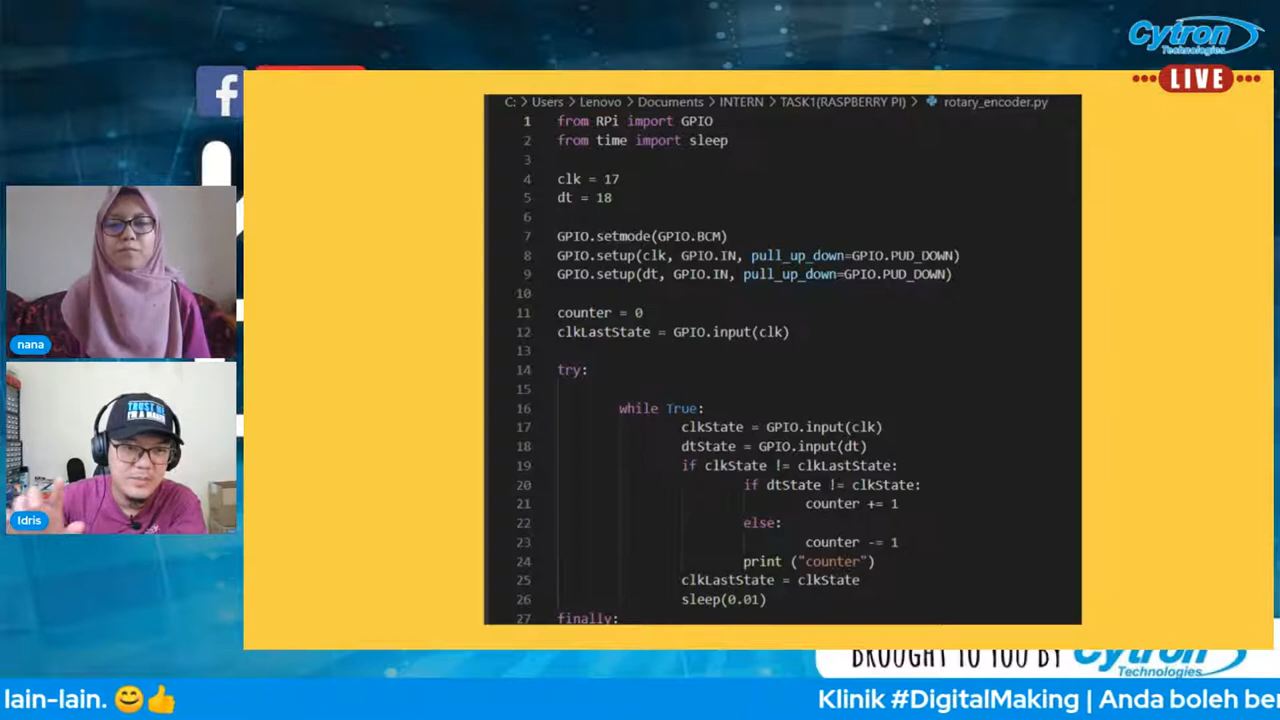 Cytron
Technologies
LIVE
f
C: > Users > Lenovo > Documents > INTERN > TASK1(RASPBERRY PI) > rotary_encoder.py
1 from RPi import GPIO
2 from time import sleep
3
4 clk = 17
5 dt = 18
6
7 GPIO.setmode(GPIO.BCM)
8 GPIO.setup(clk, GPIO.IN, pull_up_down=GPIO.PUD_DOWN)
9 GPIO.setup(dt, GPIO.IN, pull_up_down=GPIO.PUD_DOWN)
10
11 counter = 0
12 clkLastState = GPIO.input(clk)
13
14 try:
15
16 while True:
17 clkState = GPIO.input(clk)
18 dtState = GPIO.input(dt)
19 if clkState != clkLastState:
20 if dtState != clkState:
21 counter += 1
22 else:
23 counter -= 1
24 print ("counter")
25 clkLastState = clkState
26 sleep(0.01)
27 finally:
nana
TRUST ME
I'M A MAKER
Idris
BROUGHT TO YOU BY Cytron
Technologies
lain-lain. 😊👍 Klinik #DigitalMaking | Anda boleh ber